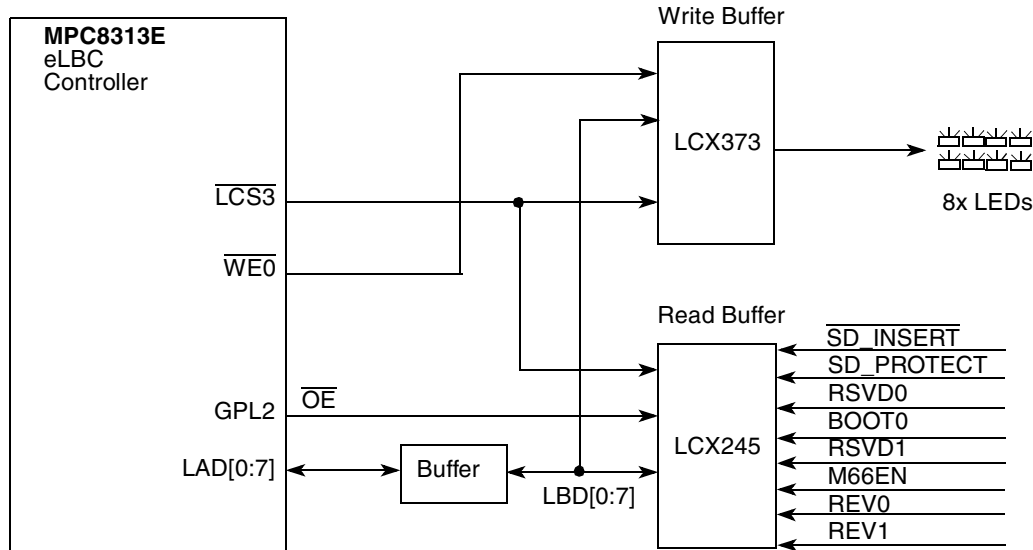 Write Buffer
MPC8313E
eLBC
Controller
LCX373
LCS3
8x LEDs
WE0
Read Buffer
SD_INSERT
SD_PROTECT
OE
RSVD0
GPL2
BOOT0
LCX245
RSVD1
LAD[0:7]
Buffer
M66EN
LBD[0:7]
REV0
REV1